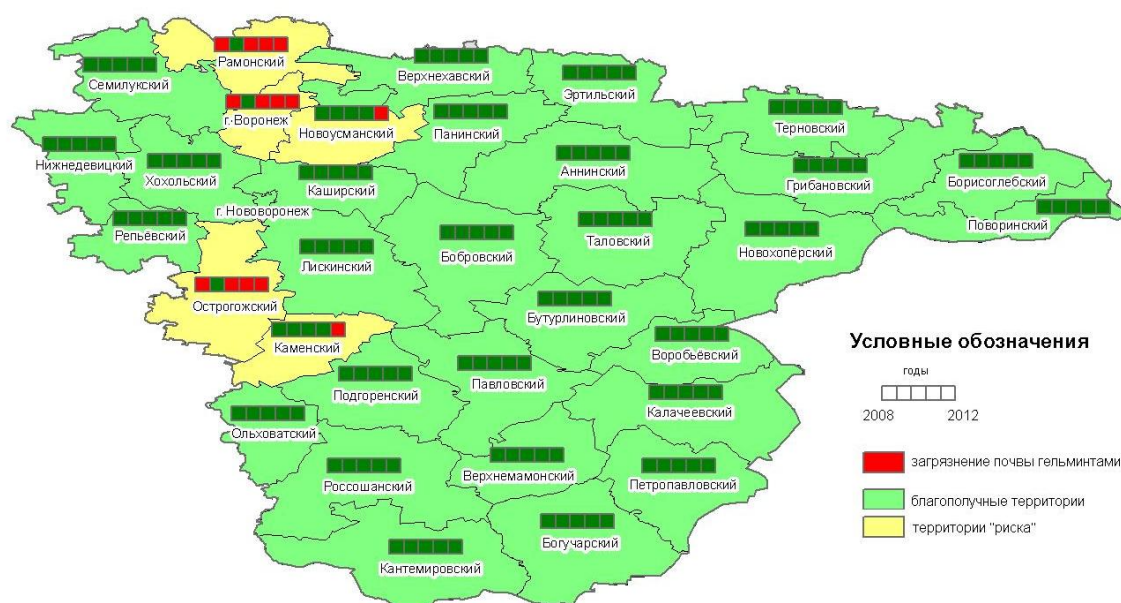 Рамонский
Семилукский
Верхнехавский
Эртильский
г.Воронеж
Новоусманский
Панинский
Терновский
Нижнедевицкий
Хохольский
Каширский
Аннинский
Грибановский
Борисоглебский
г. Нововоронеж
Репьёвский
Лискинский
Бобровский
Таловский
Новохопёрский
Поворинский
Острогожский
Бутурлиновский
Каменский
Воробьёвский
Подгоренский
Павловский
Калачеевский
Ольховатский
Россошанский
Верхнемамонский
Петропавловский
Богучарский
Кантемировский
Условные обозначения
годы
2008 2012
загрязнение почвы гельминтами
благополучные территории
территории "риска"